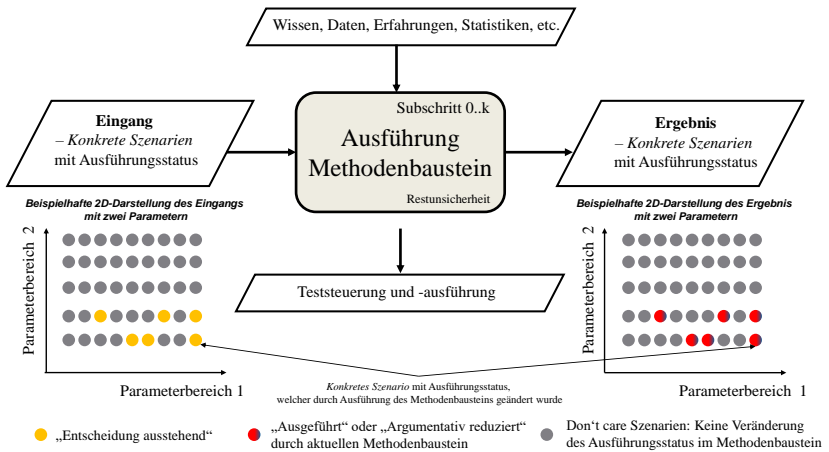 Wissen, Daten, Erfahrungen, Statistiken, etc.
Eingang
– Konkrete Szenarien
mit Ausführungsstatus
Subschritt 0..k
Ausführung
Methodenbaustein
Restunsicherheit
Ergebnis
– Konkrete Szenarien
mit Ausführungsstatus
Beispielhafte 2D-Darstellung des Eingangs
mit zwei Parametern
Beispielhafte 2D-Darstellung des Ergebnis
mit zwei Parametern
Parameterbereich 2
Parameterbereich 1
Teststeuerung und -ausführung
Parameterbereich 2
Parameterbereich 1
Konkretes Szenario mit Ausführungsstatus,
welcher durch Ausführung des Methodenbausteins geändert wurde
„Entscheidung ausstehend“
„Ausgeführt“ oder „Argumentativ reduziert“
durch aktuellen Methodenbaustein
Don‘t care Szenarien: Keine Veränderung
des Ausführungsstatus im Methodenbaustein